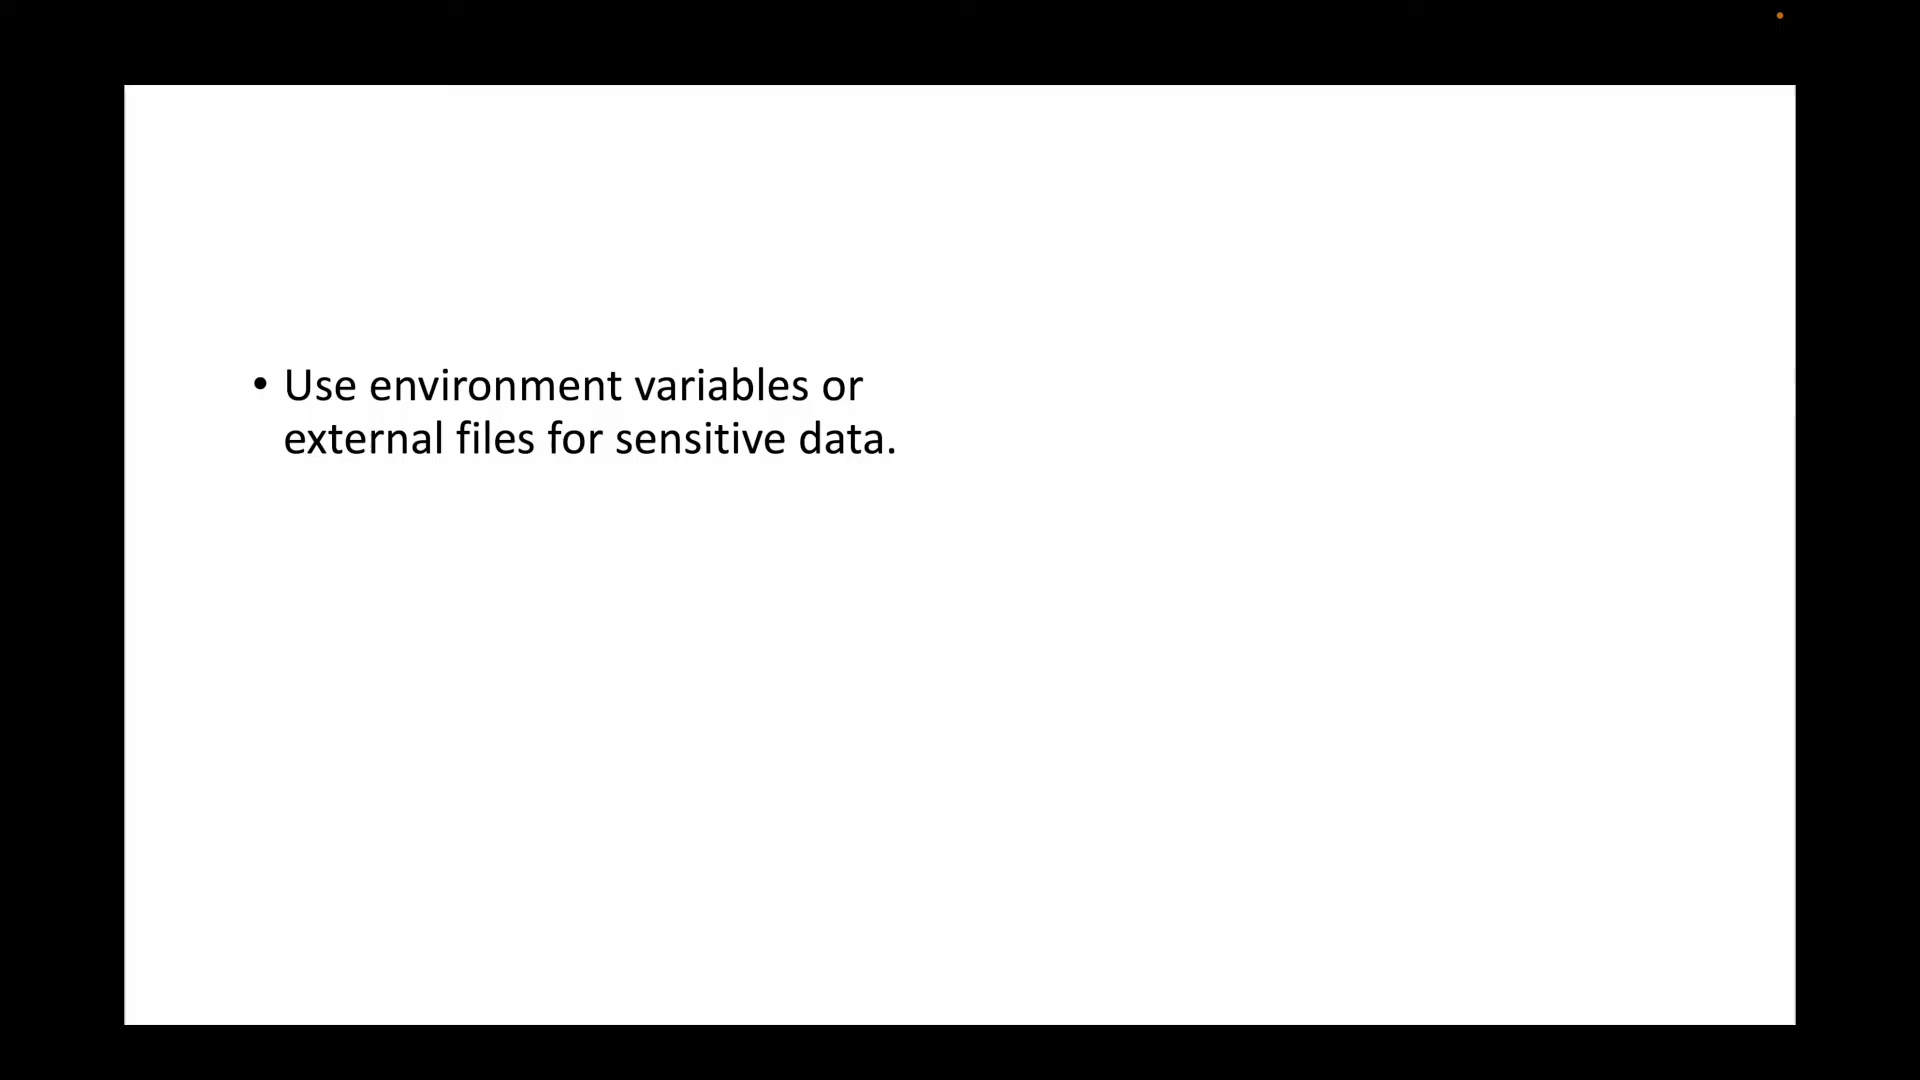 • Use environment variables or
external files for sensitive data.